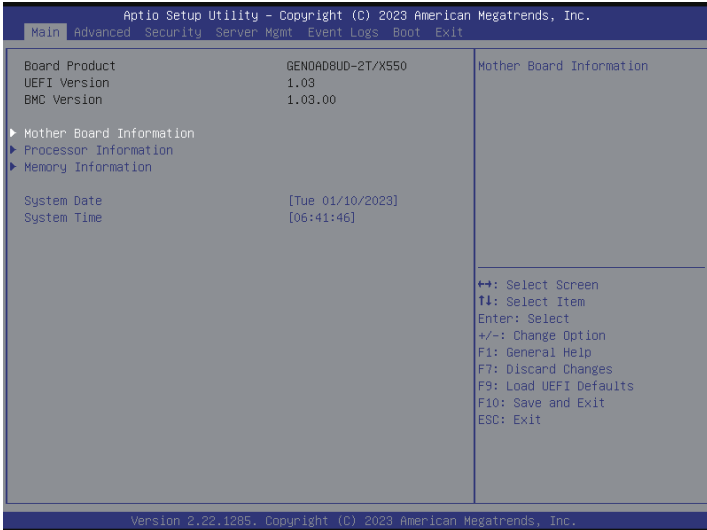 Aptio Setup Utility – Copyright (C) 2023 American Megatrends, Inc.
Main Advanced Security Server Mgmt Event Logs Boot Exit
Board Product GENOAD8UD-2T/X550
UEFI Version 1.03
BMC Version 1.03.00
Mother Board Information
Processor Information
Memory Information
System Date [Tue 01/10/2023]
System Time [06:41:46]
Mother Board Information
↔: Select Screen
↑↓: Select Item
Enter: Select
+/-: Change Option
F1: General Help
F7: Discard Changes
F9: Load UEFI Defaults
F10: Save and Exit
ESC: Exit
Version 2.22.1285. Copyright (C) 2023 American Megatrends, Inc.